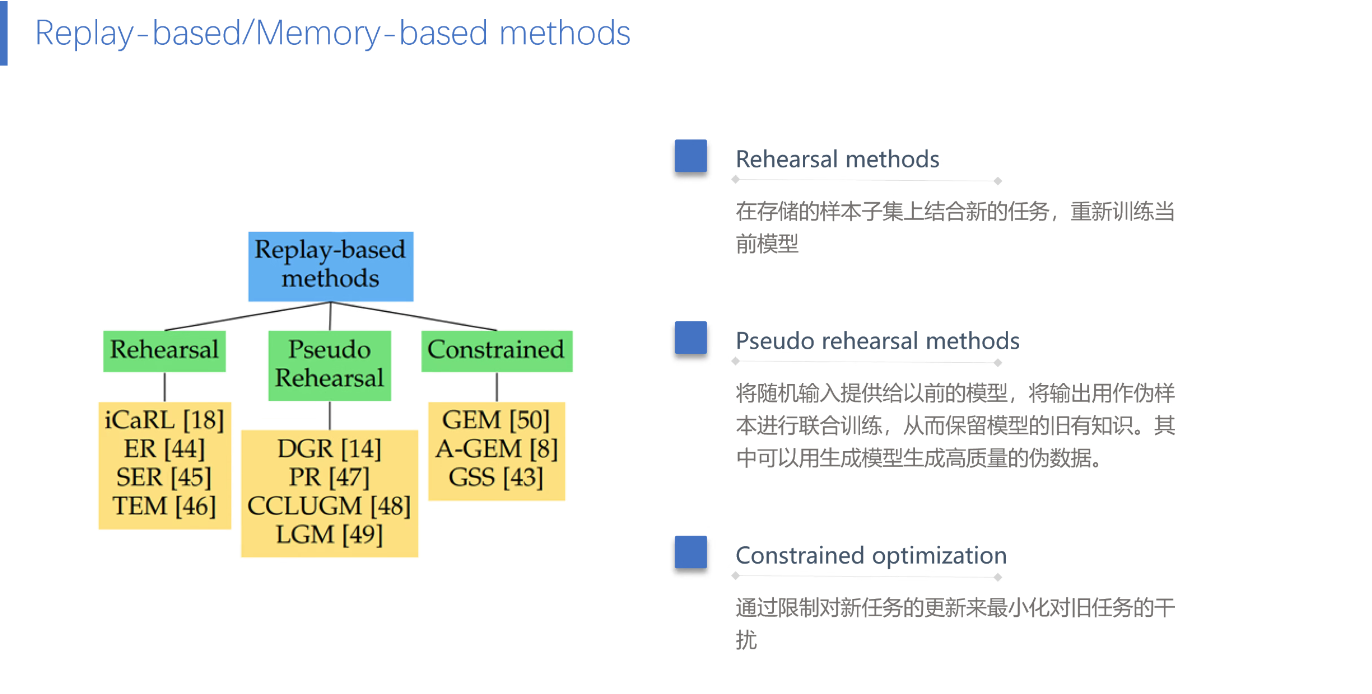 Replay-based/Memory-based methods
Replay-based
methods
Rehearsal
Pseudo
Rehearsal
Constrained
iCaRL [18]
ER [44]
SER [45]
TEM [46]
DGR [14]
PR [47]
CCLUGM [48]
LGM [49]
GEM [50]
A-GEM [8]
GSS [43]
Rehearsal methods
在存储的样本子集上结合新的任务，重新训练当
前模型
Pseudo rehearsal methods
将随机输入提供给以前的模型，将输出用作伪样
本进行联合训练，从而保留模型的旧有知识。其
中可以用生成模型生成高质量的伪数据。
Constrained optimization
通过限制对新任务的更新来最小化对旧任务的干
扰